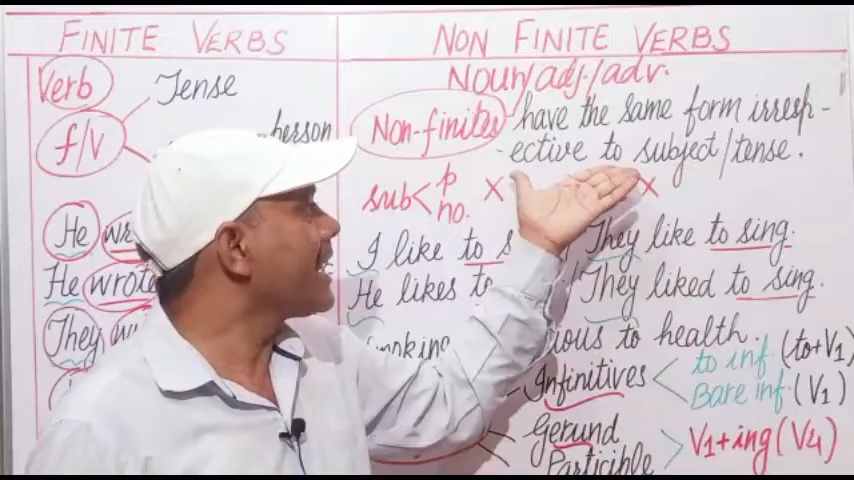 FINITE VERBS
Verb
Tense
f/v
person
He
He wrote
They
NON FINITE VERBS
Noun/adj./adv.
Non-finites - have the same form irresp-
-ective to subject/tense.
sub < p
no.
×
×
I like to s
They like to sing.
He likes to
They liked to sing.
to health.
Infinitives < to inf. (to+V1)
Bare inf. (V1)
Gerund
Participle
> V1+ing (V4)